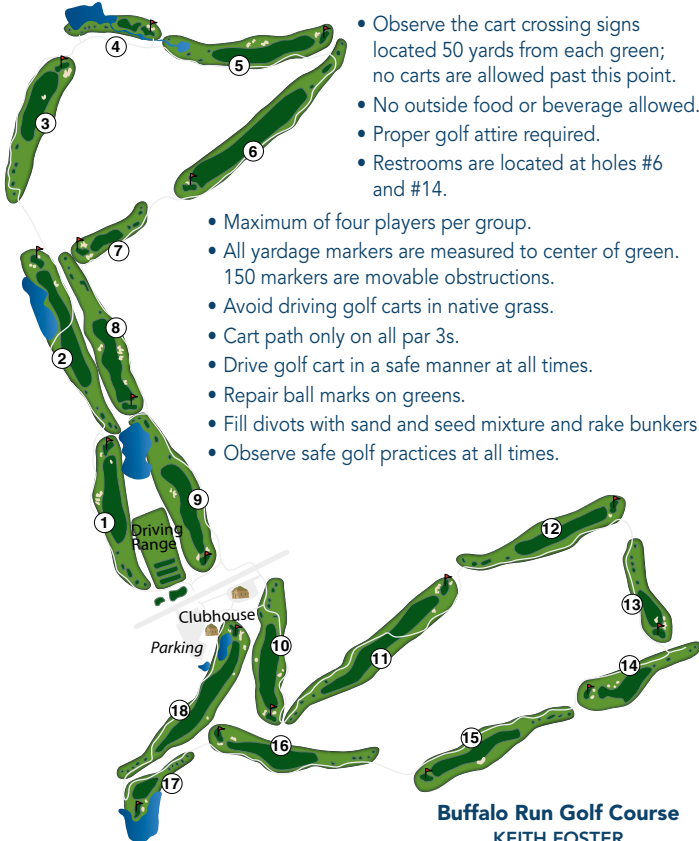 • Observe the cart crossing signs
located 50 yards from each green;
no carts are allowed past this point.
• No outside food or beverage allowed.
• Proper golf attire required.
• Restrooms are located at holes #6
and #14.
• Maximum of four players per group.
• All yardage markers are measured to center of green.
150 markers are movable obstructions.
• Avoid driving golf carts in native grass.
• Cart path only on all par 3s.
• Drive golf cart in a safe manner at all times.
• Repair ball marks on greens.
• Fill divots with sand and seed mixture and rake bunkers
• Observe safe golf practices at all times.
4
5
3
6
7
8
2
9
1
Driving
Range
12
Clubhouse
Parking
10
13
11
14
18
16
15
17
Buffalo Run Golf Course
KEITH FOSTER